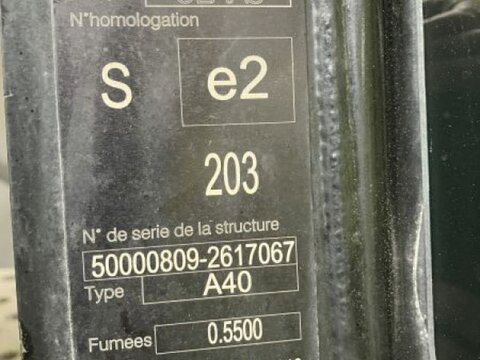 N°homologation
S e2
203
N° de serie de la structure
50000809-2617067
Type A40
Fumees 0.5500